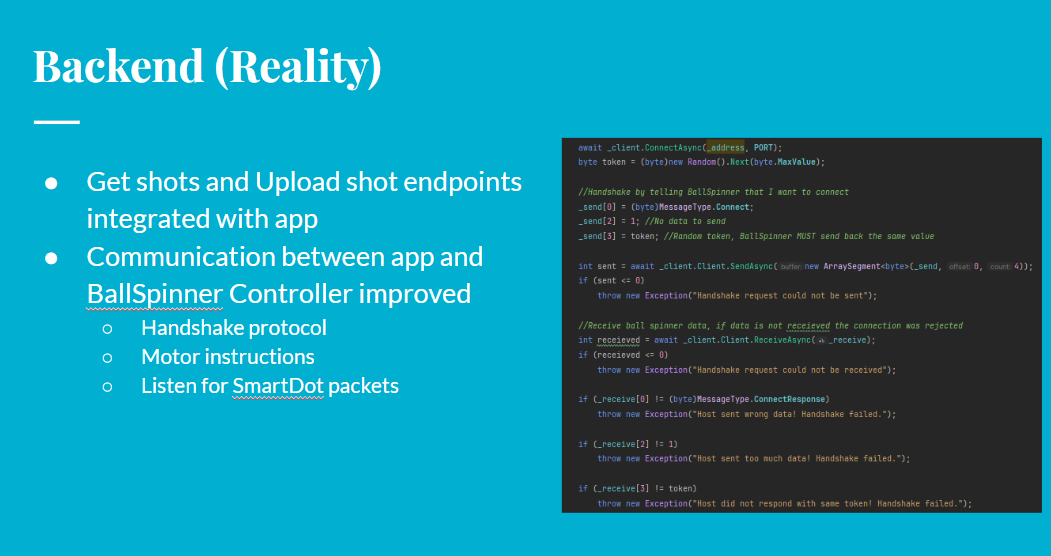 Backend (Reality)
● Get shots and Upload shot endpoints
integrated with app
● Communication between app and
BallSpinner Controller improved
○ Handshake protocol
○ Motor instructions
○ Listen for SmartDot packets
await _client.ConnectAsync(_address, PORT);
byte token = (byte)new Random().Next(byte.MaxValue);
//Handshake by telling BallSpinner that I want to connect
_send[0] = (byte)MessageType.Connect;
_send[2] = 1; //No data to send
_send[3] = token; //Random token, BallSpinner MUST send back the same value
int sent = await _client.Client.SendAsync( buffer: new ArraySegment<byte>(_send, offset: 0, count: 4));
if (sent <= 0)
throw new Exception("Handshake request could not be sent");
//Receive ball spinner data, if data is not receieved the connection was rejected
int receieved = await _client.Client.ReceiveAsync(_receive);
if (receieved <= 0)
throw new Exception("Handshake request could not be received");
if (_receive[0] != (byte)MessageType.ConnectResponse)
throw new Exception("Host sent wrong data! Handshake failed.");
if (_receive[2] != 1)
throw new Exception("Host sent too much data! Handshake failed.");
if (_receive[3] != token)
throw new Exception("Host did not respond with same token! Handshake failed.");